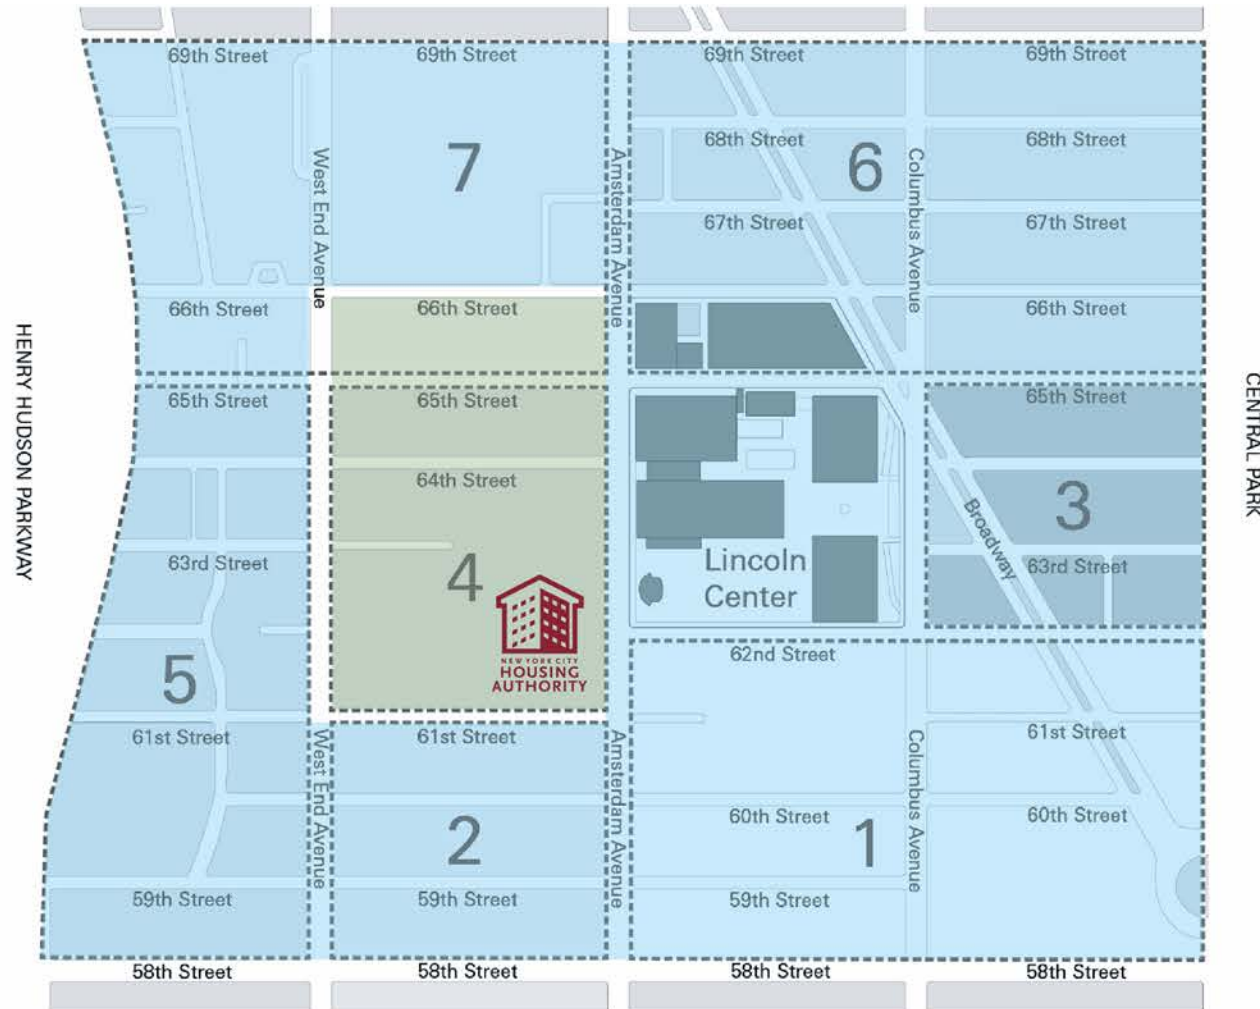 69th Street
69th Street
69th Street
69th Street
West End Avenue
7
Amsterdam Avenue
68th Street
6
Columbus Avenue
68th Street
67th Street
67th Street
66th Street
66th Street
66th Street
HENRY HUDSON PARKWAY
65th Street
65th Street
65th Street
CENTRAL PARK
64th Street
3
Broadway
63rd Street
4
Lincoln
Center
63rd Street
NEW YORK CITY
HOUSING
AUTHORITY
5
62nd Street
61st Street
West End Avenue
61st Street
Amsterdam Avenue
Columbus Avenue
61st Street
2
60th Street
1
60th Street
59th Street
59th Street
59th Street
58th Street
58th Street
58th Street
58th Street